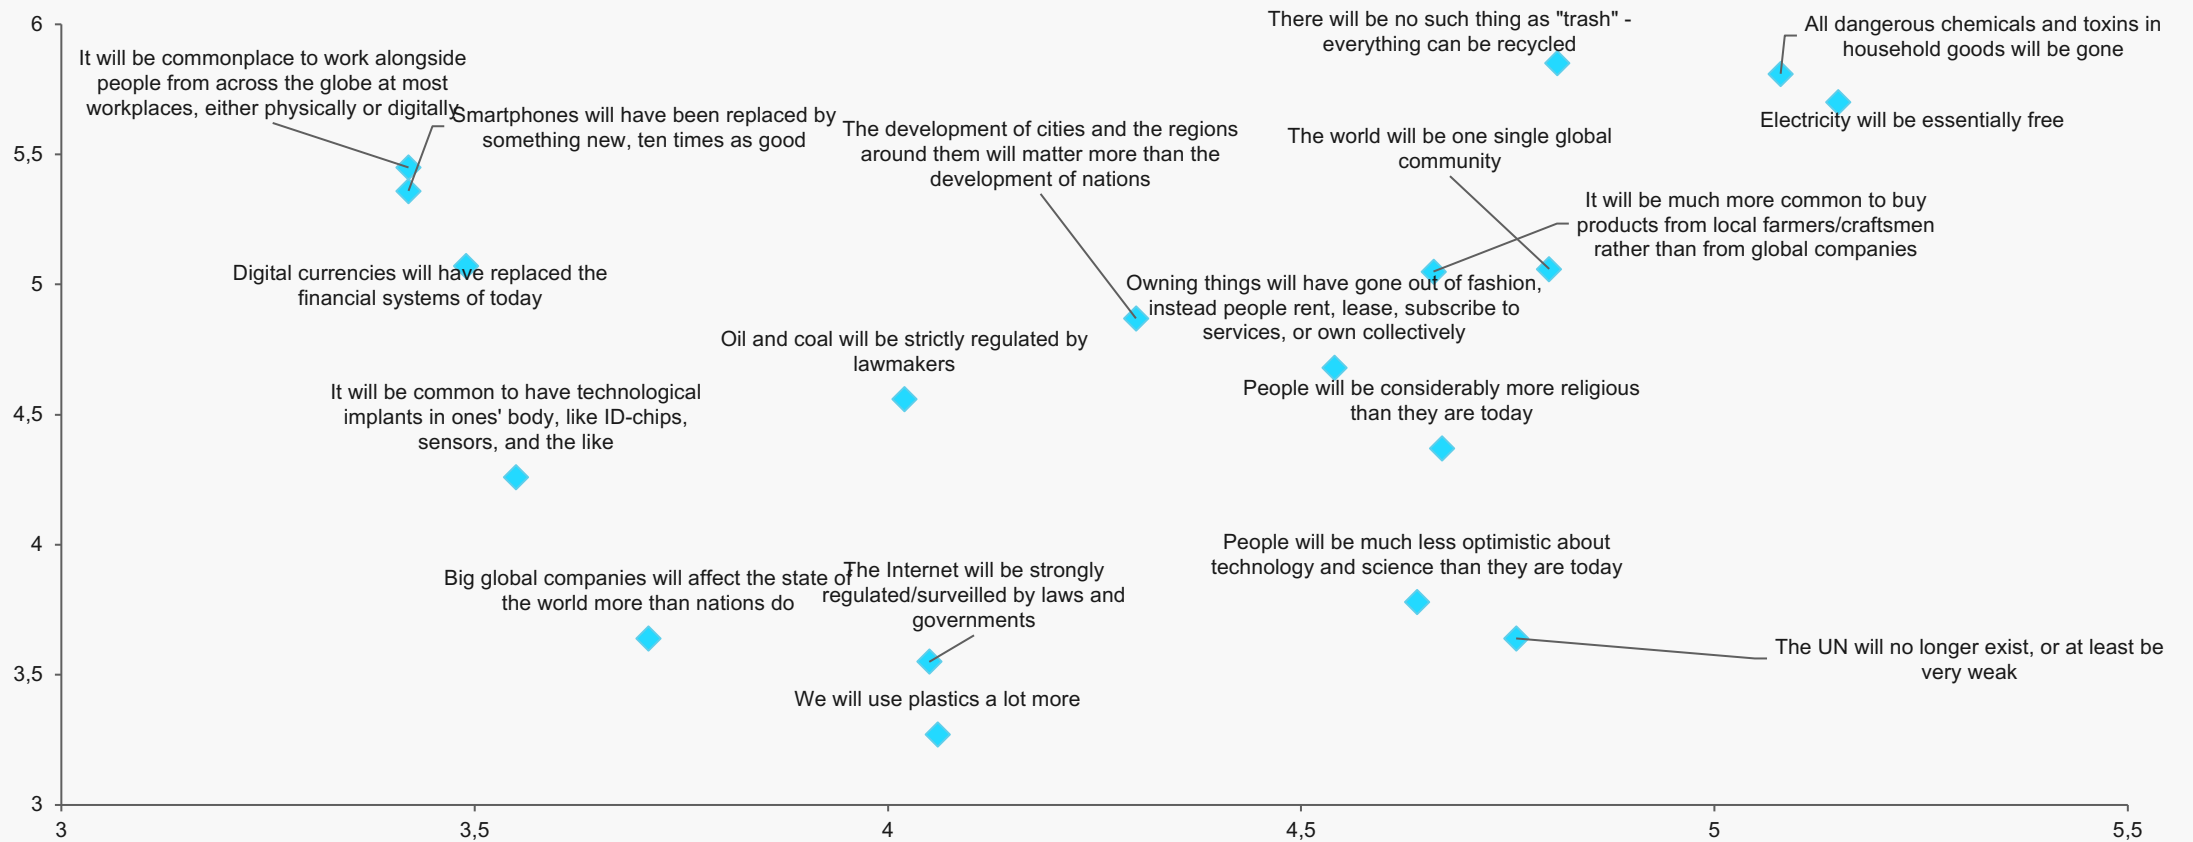 6
5,5
5
4,5
4
3,5
3
3
3,5
4
4,5
5
5,5
It will be commonplace to work alongside
people from across the globe at most
workplaces, either physically or digitally
Smartphones will have been replaced by
something new, ten times as good
The development of cities and the regions
around them will matter more than the
development of nations
There will be no such thing as "trash" -
everything can be recycled
All dangerous chemicals and toxins in
household goods will be gone
Electricity will be essentially free
The world will be one single global
community
It will be much more common to buy
products from local farmers/craftsmen
rather than from global companies
Digital currencies will have replaced the
financial systems of today
Owning things will have gone out of fashion,
instead people rent, lease, subscribe to
services, or own collectively
Oil and coal will be strictly regulated by
lawmakers
It will be common to have technological
implants in ones' body, like ID-chips,
sensors, and the like
People will be considerably more religious
than they are today
People will be much less optimistic about
technology and science than they are today
Big global companies will affect the state of
the world more than nations do
The Internet will be strongly
regulated/surveilled by laws and
governments
The UN will no longer exist, or at least be
very weak
We will use plastics a lot more